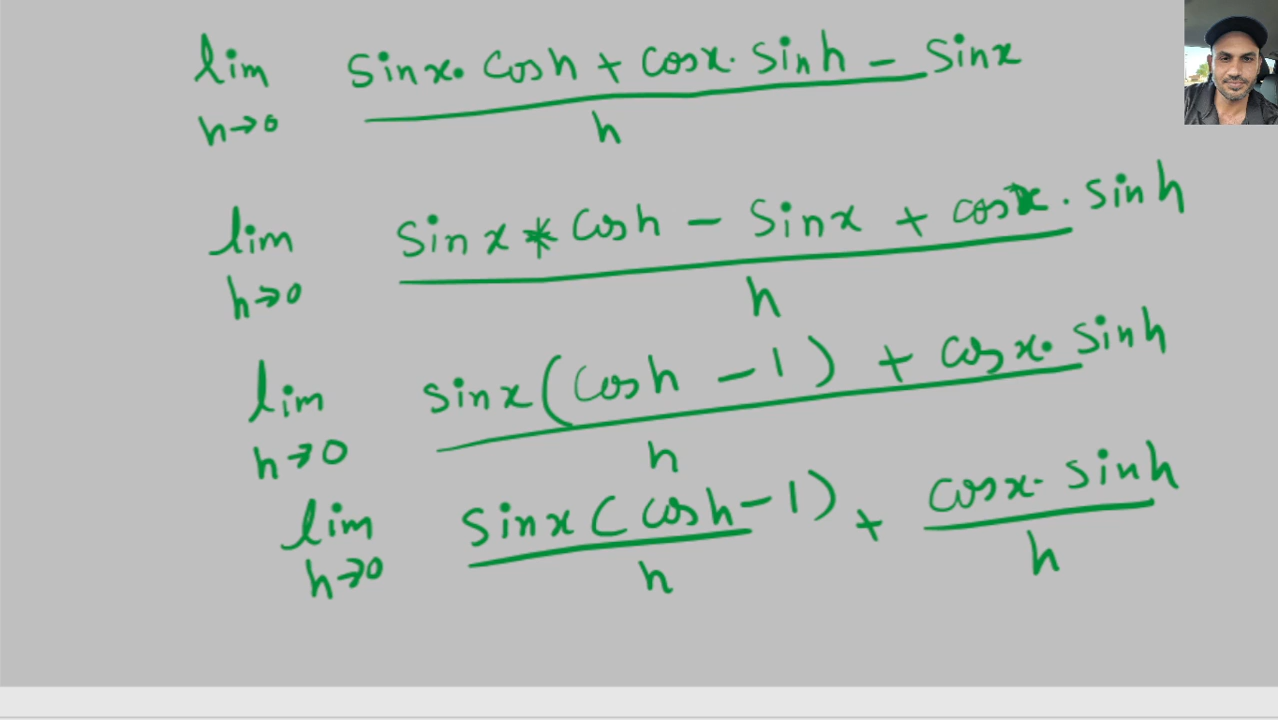 lim sinx. cosh + cosx. sinh - sinx
h→0 h
lim sinx * cosh - sinx + cosx. sinh
h→0 h
lim sinx(cosh - 1) + cosx. sinh
h→0 h
lim sinx(cosh-1) + cosx. sinh
h→0 h h